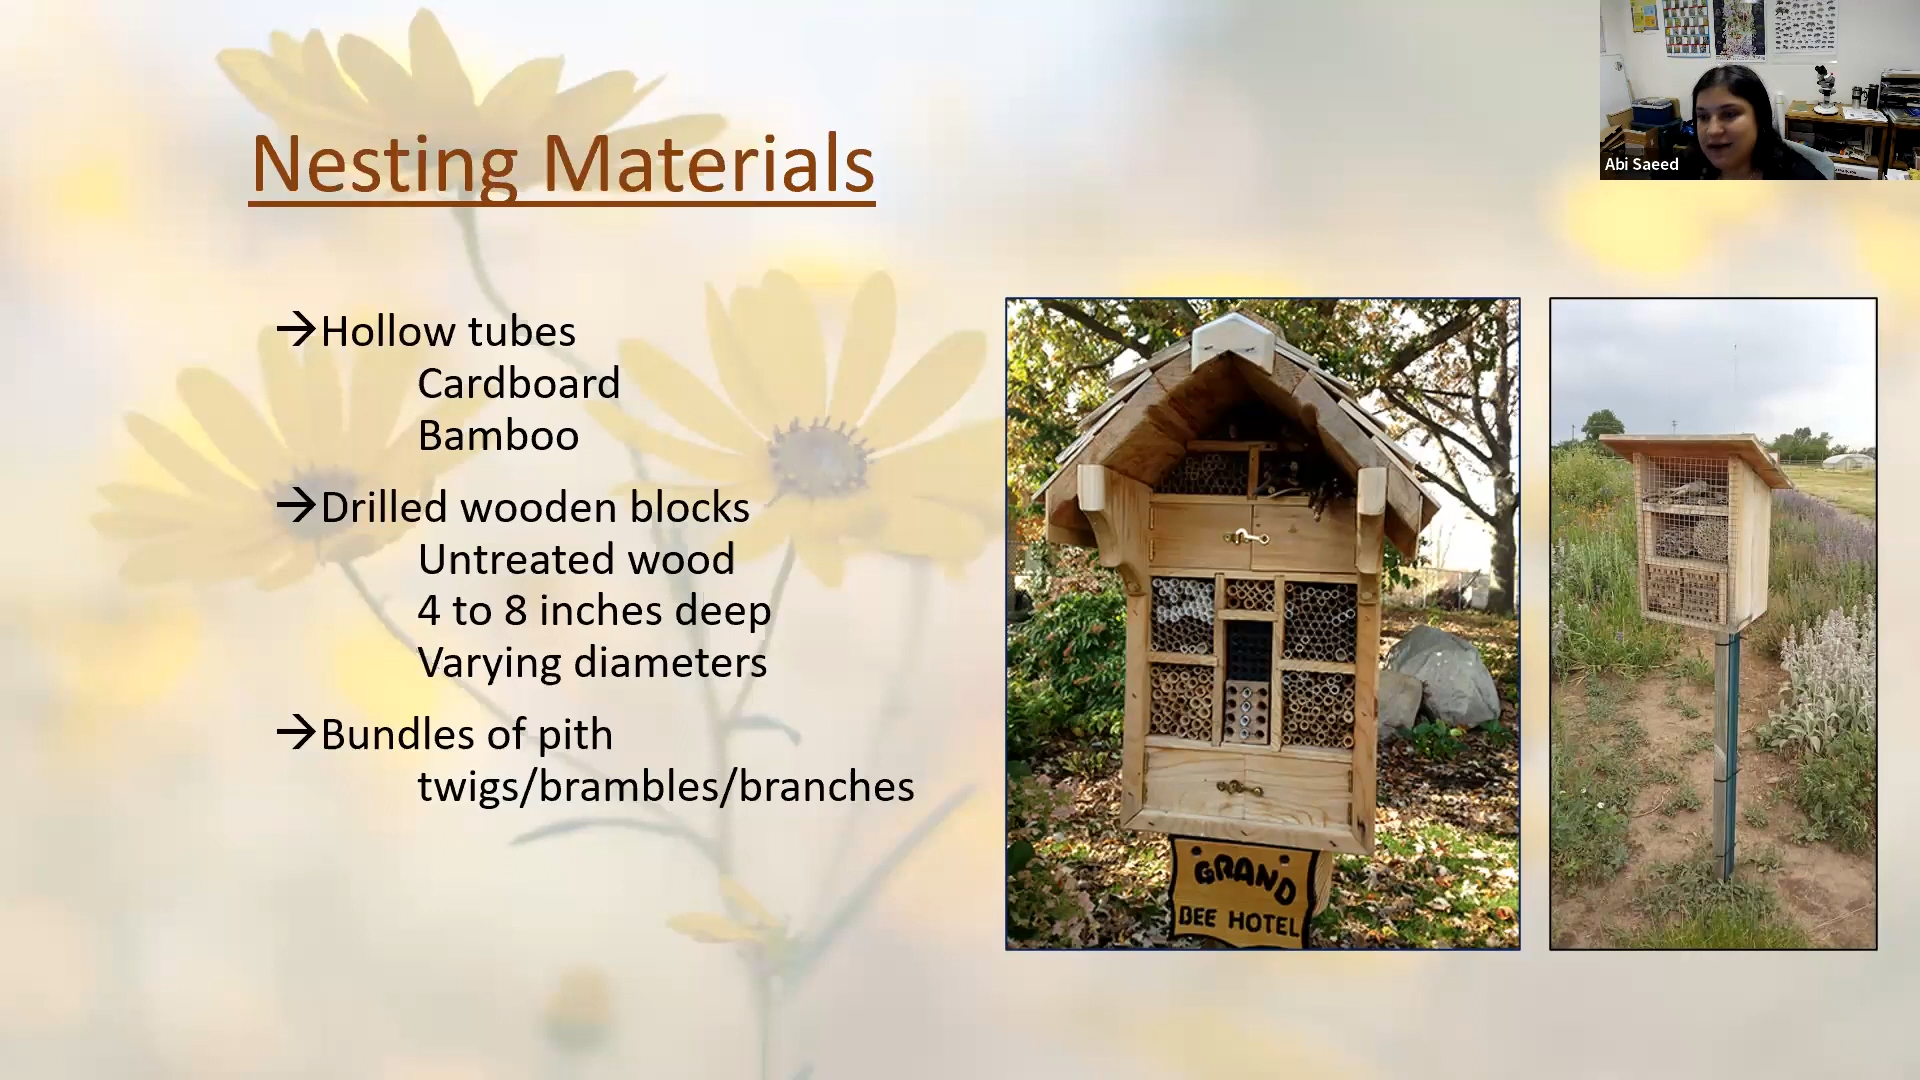 Nesting Materials
→Hollow tubes
Cardboard
Bamboo
→Drilled wooden blocks
Untreated wood
4 to 8 inches deep
Varying diameters
→Bundles of pith
twigs/brambles/branches
GRAND
BEE HOTEL
Abi Saeed